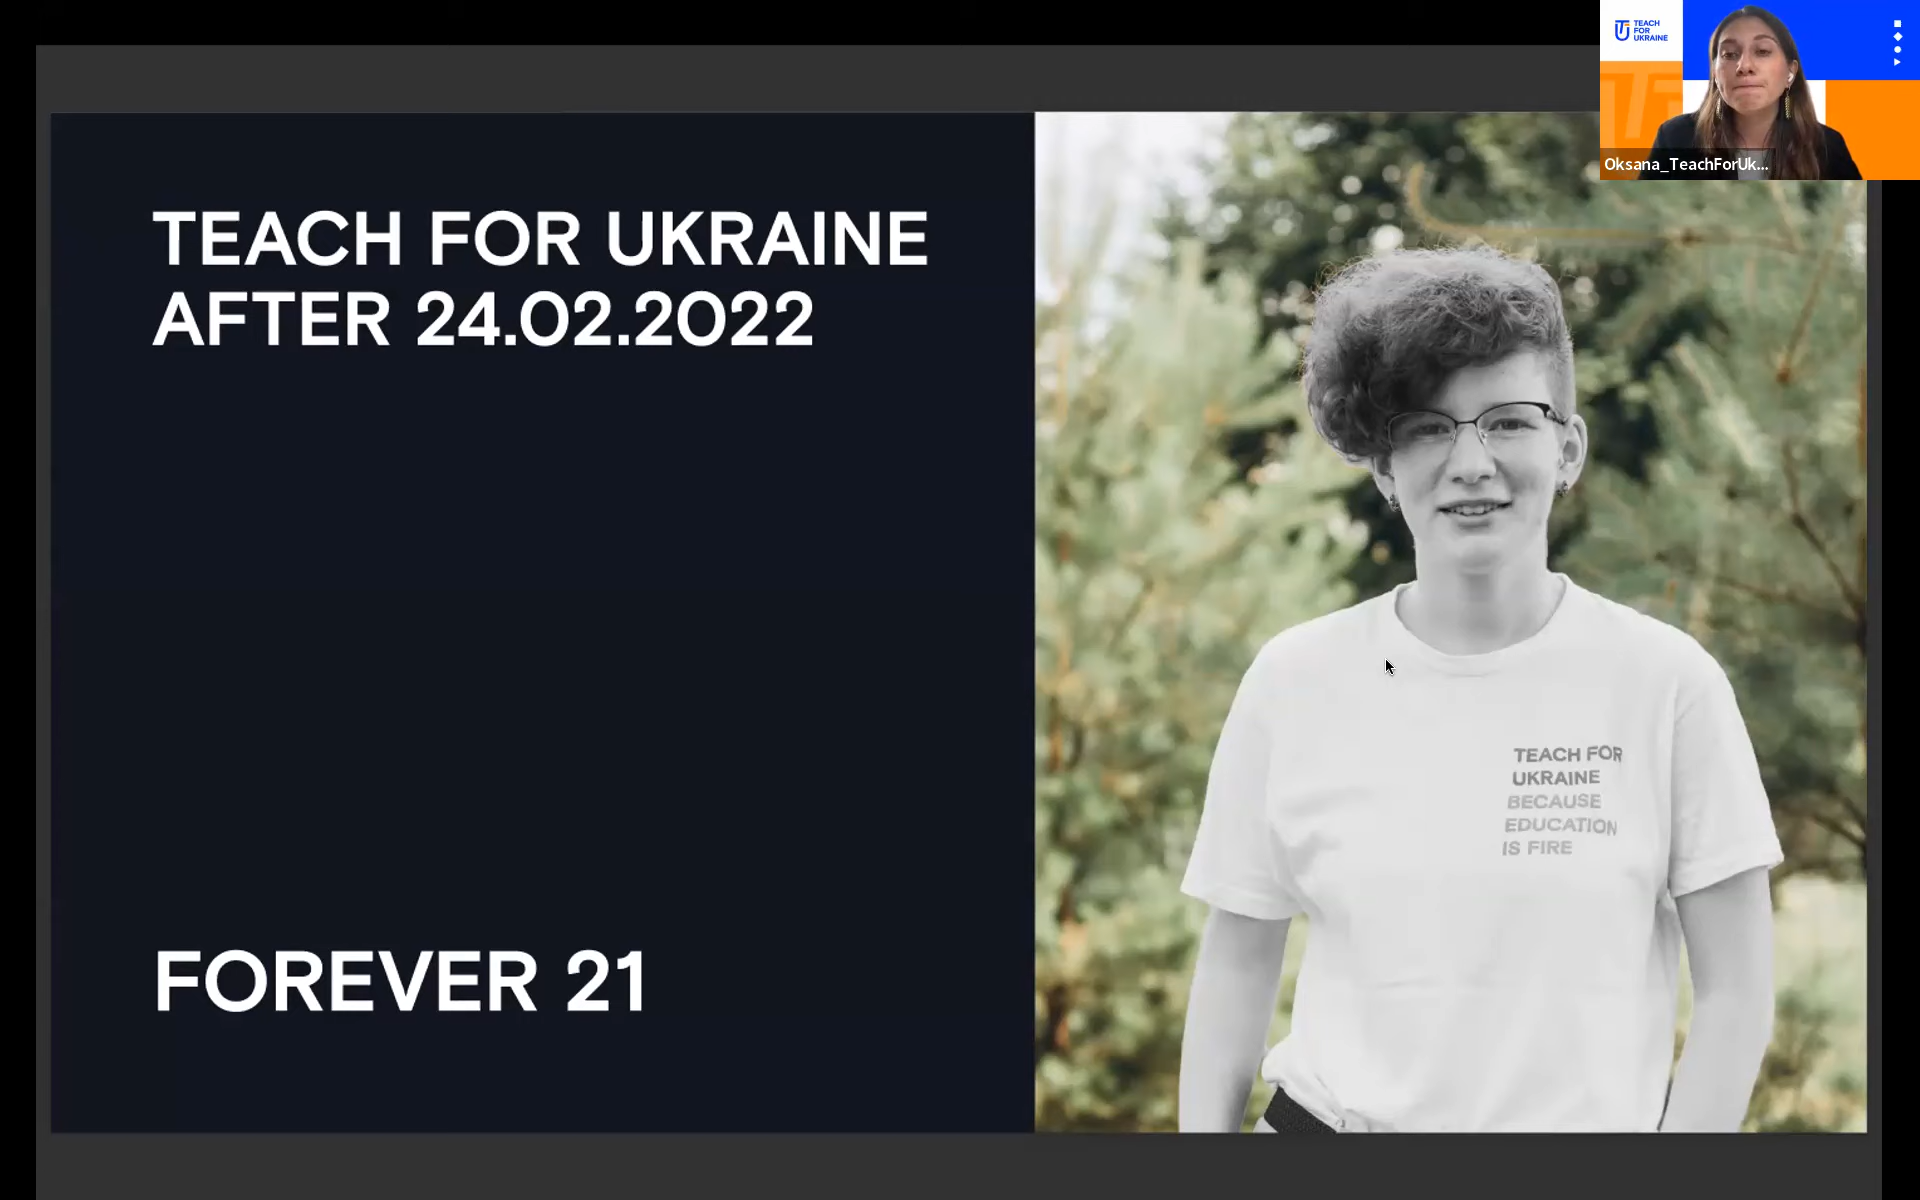 TEACH FOR UKRAINE
AFTER 24.02.2022
FOREVER 21
TEACH FOR
UKRAINE
BECAUSE
EDUCATION
IS FIRE
TEACH
FOR
UKRAINE
Oksana_TeachForUk...